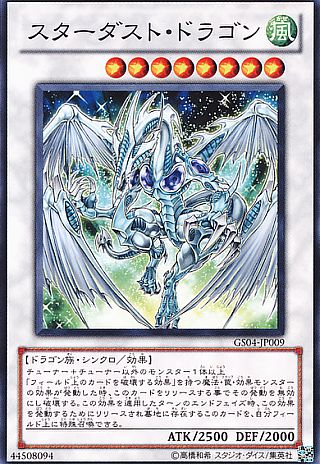 スターダスト・ドラゴン
風
GS04-JP009
【ドラゴン族・シンクロ/効果】
チューナー+チューナー以外のモンスター1体以上
「フィールド上のカードを破壊する効果」を持つ魔法・罠・効果モンスター
の効果が発動した時、このカードをリリースする事でその発動を無効
にし破壊する。この効果を適用したターンのエンドフェイズ時、この効果
を発動するためにリリースされ墓地に存在するこのカードを、自分フィー
ルド上に特殊召喚できる。
ATK/2500 DEF/2000
44508094
©高橋和希 スタジオ・ダイス/集英社